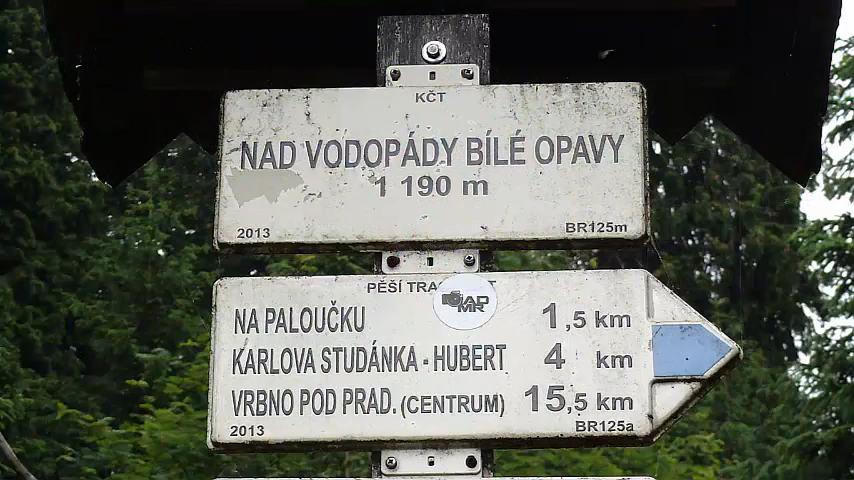 KČT
NAD VODOPÁDY BÍLÉ OPAVY
1 190 m
2013 BR125m
PĚŠÍ
NA PALOUČKU 1,5 km
KARLOVA STUDÁNKA - HUBERT 4 km
VRBNO POD PRAD. (CENTRUM) 15,5 km
2013 BR125a